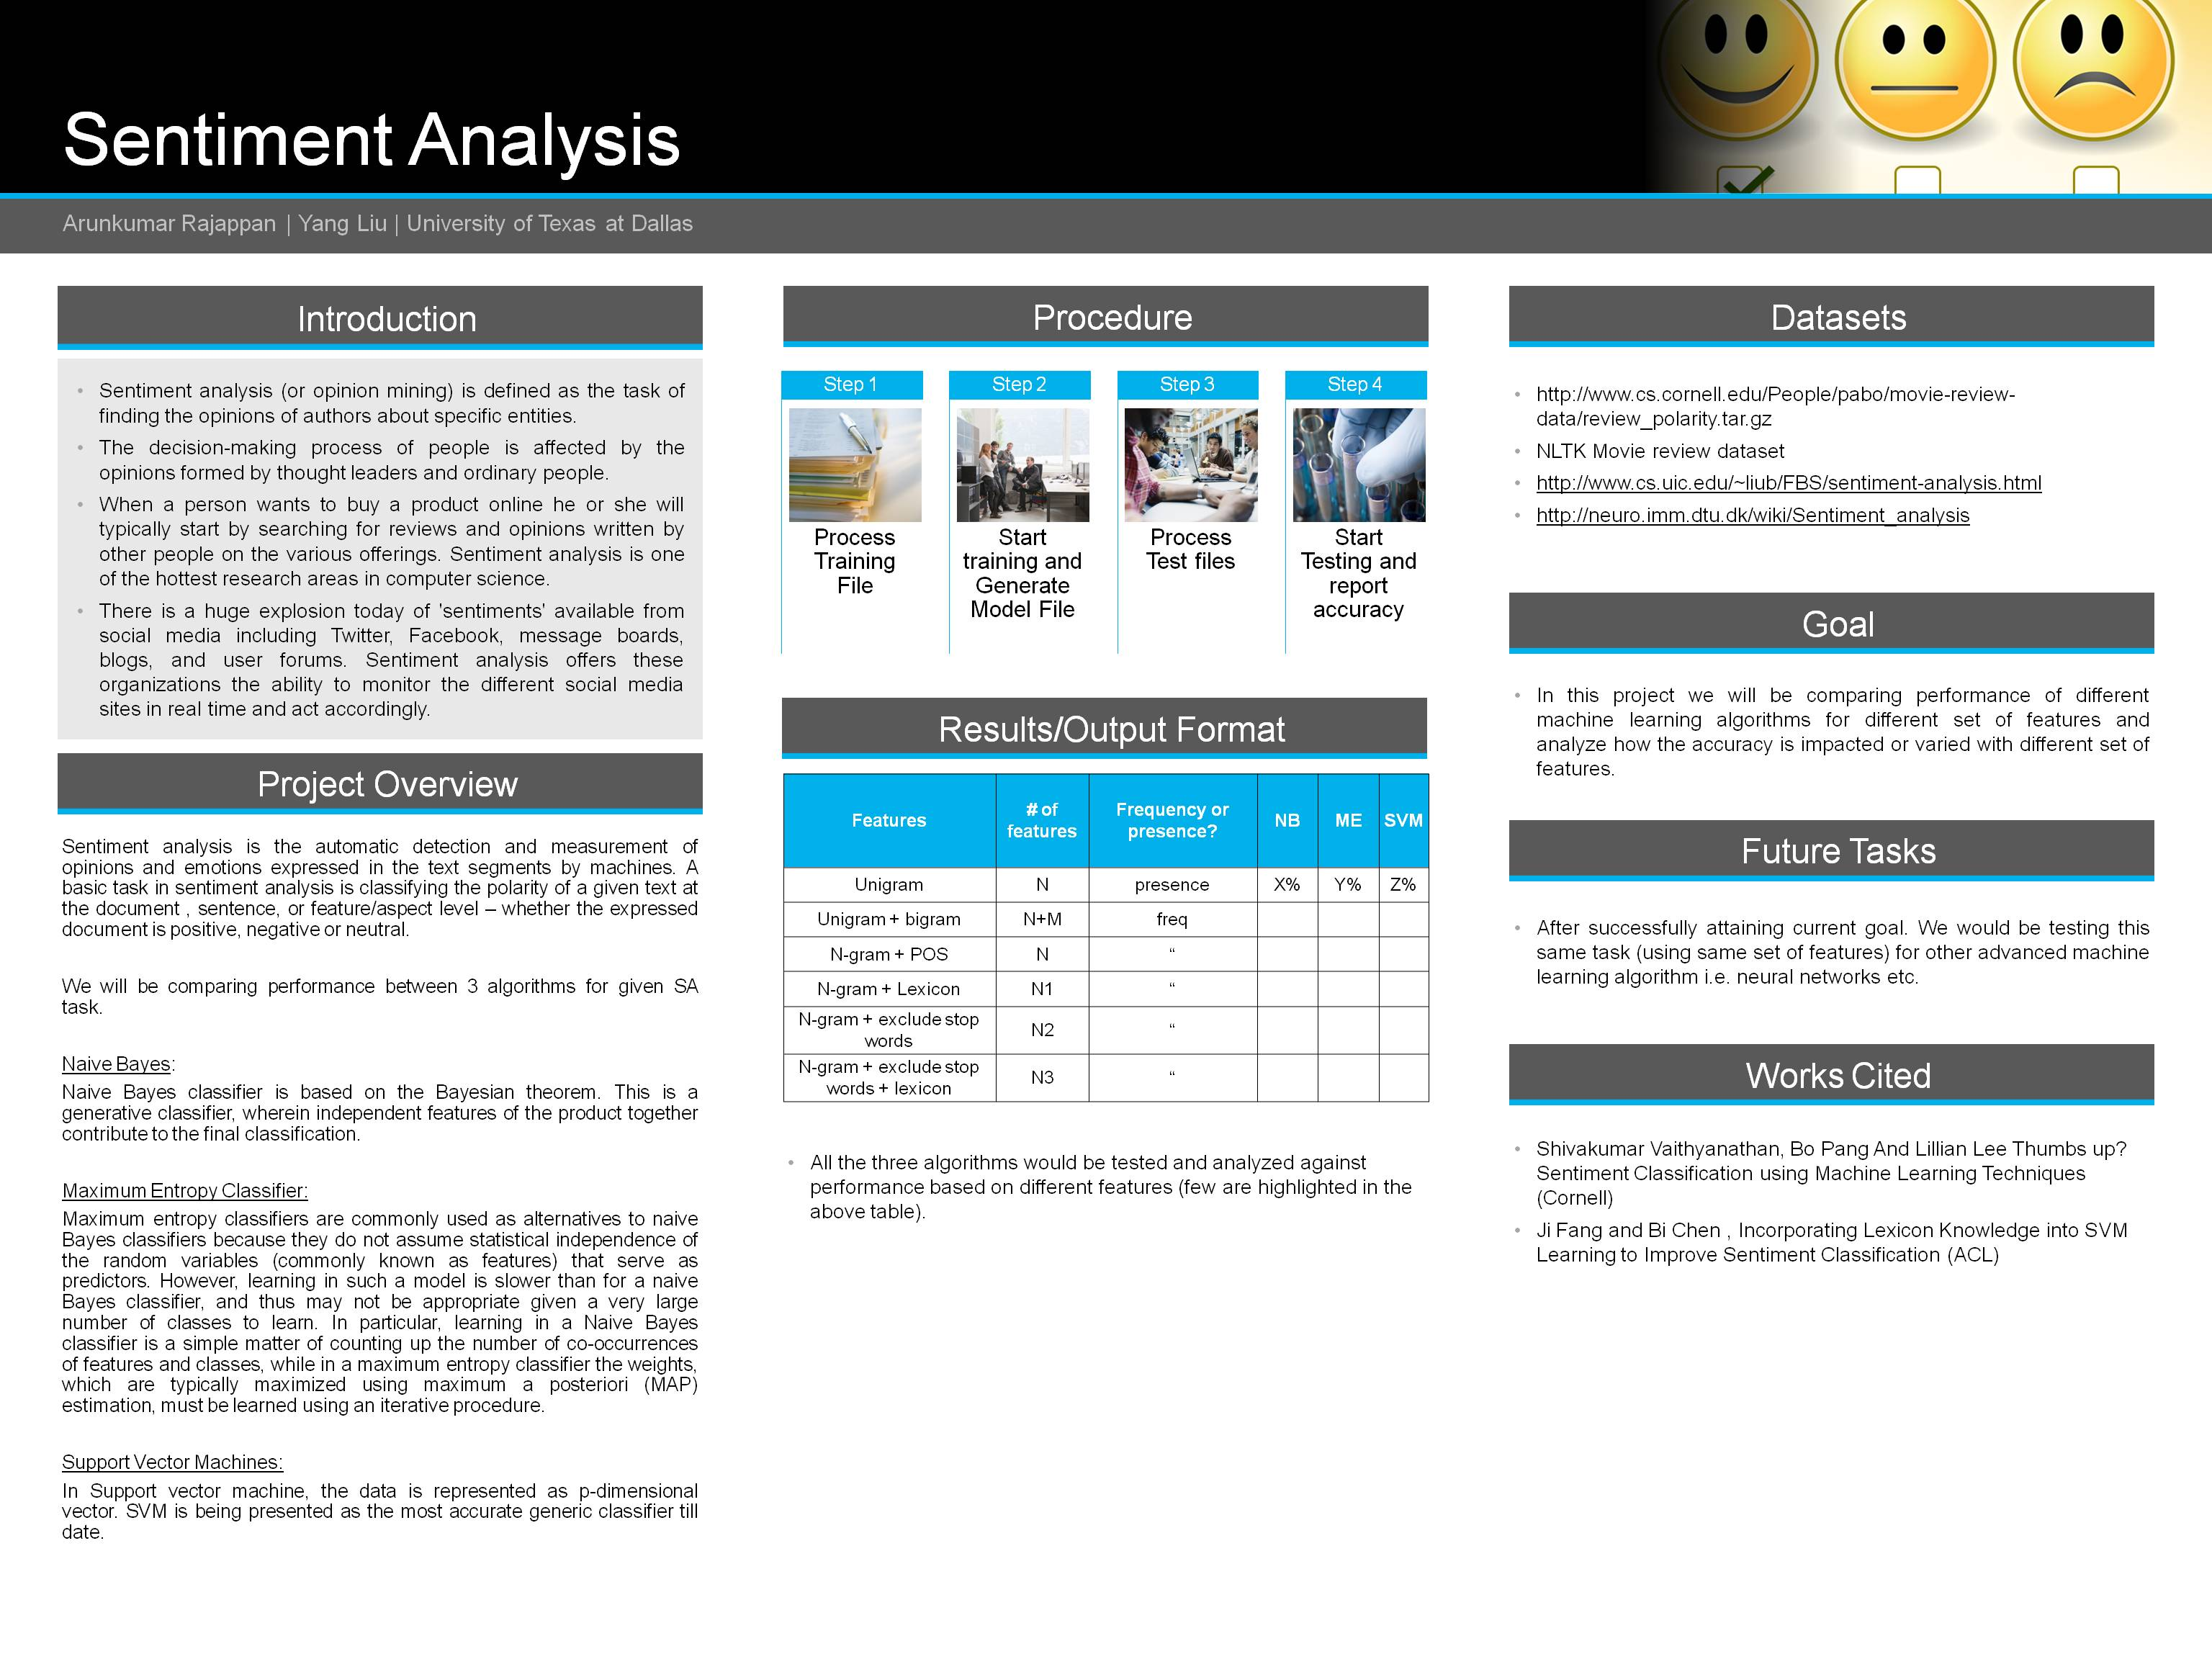 Sentiment Analysis
Arunkumar Rajappan | Yang Liu | University of Texas at Dallas
Introduction
• Sentiment analysis (or opinion mining) is defined as the task of
finding the opinions of authors about specific entities.
• The decision-making process of people is affected by the
opinions formed by thought leaders and ordinary people.
• When a person wants to buy a product online he or she will
typically start by searching for reviews and opinions written by
other people on the various offerings. Sentiment analysis is one
of the hottest research areas in computer science.
• There is a huge explosion today of 'sentiments' available from
social media including Twitter, Facebook, message boards,
blogs, and user forums. Sentiment analysis offers these
organizations the ability to monitor the different social media
sites in real time and act accordingly.
Project Overview
Sentiment analysis is the automatic detection and measurement of
opinions and emotions expressed in the text segments by machines. A
basic task in sentiment analysis is classifying the polarity of a given text at
the document , sentence, or feature/aspect level – whether the expressed
document is positive, negative or neutral.
We will be comparing performance between 3 algorithms for given SA
task.
Naive Bayes:
Naive Bayes classifier is based on the Bayesian theorem. This is a
generative classifier, wherein independent features of the product together
contribute to the final classification.
Maximum Entropy Classifier:
Maximum entropy classifiers are commonly used as alternatives to naive
Bayes classifiers because they do not assume statistical independence of
the random variables (commonly known as features) that serve as
predictors. However, learning in such a model is slower than for a naive
Bayes classifier, and thus may not be appropriate given a very large
number of classes to learn. In particular, learning in a Naive Bayes
classifier is a simple matter of counting up the number of co-occurrences
of features and classes, while in a maximum entropy classifier the weights,
which are typically maximized using maximum a posteriori (MAP)
estimation, must be learned using an iterative procedure.
Support Vector Machines:
In Support vector machine, the data is represented as p-dimensional
vector. SVM is being presented as the most accurate generic classifier till
date.
Procedure
Step 1
Process
Training
File
Step 2
Start
training and
Generate
Model File
Step 3
Process
Test files
Step 4
Start
Testing and
report
accuracy
Results/Output Format
Features # of features Frequency or presence? NB ME SVM
Unigram N presence X% Y% Z%
Unigram + bigram N+M freq
N-gram + POS N “
N-gram + Lexicon N1 “
N-gram + exclude stop words N2 “
N-gram + exclude stop words + lexicon N3 “
• All the three algorithms would be tested and analyzed against
performance based on different features (few are highlighted in the
above table).
Datasets
• http://www.cs.cornell.edu/People/pabo/movie-review-
data/review_polarity.tar.gz
• NLTK Movie review dataset
• http://www.cs.uic.edu/~liub/FBS/sentiment-analysis.html
• http://neuro.imm.dtu.dk/wiki/Sentiment_analysis
Goal
• In this project we will be comparing performance of different
machine learning algorithms for different set of features and
analyze how the accuracy is impacted or varied with different set of
features.
Future Tasks
• After successfully attaining current goal. We would be testing this
same task (using same set of features) for other advanced machine
learning algorithm i.e. neural networks etc.
Works Cited
• Shivakumar Vaithyanathan, Bo Pang And Lillian Lee Thumbs up?
Sentiment Classification using Machine Learning Techniques
(Cornell)
• Ji Fang and Bi Chen , Incorporating Lexicon Knowledge into SVM
Learning to Improve Sentiment Classification (ACL)